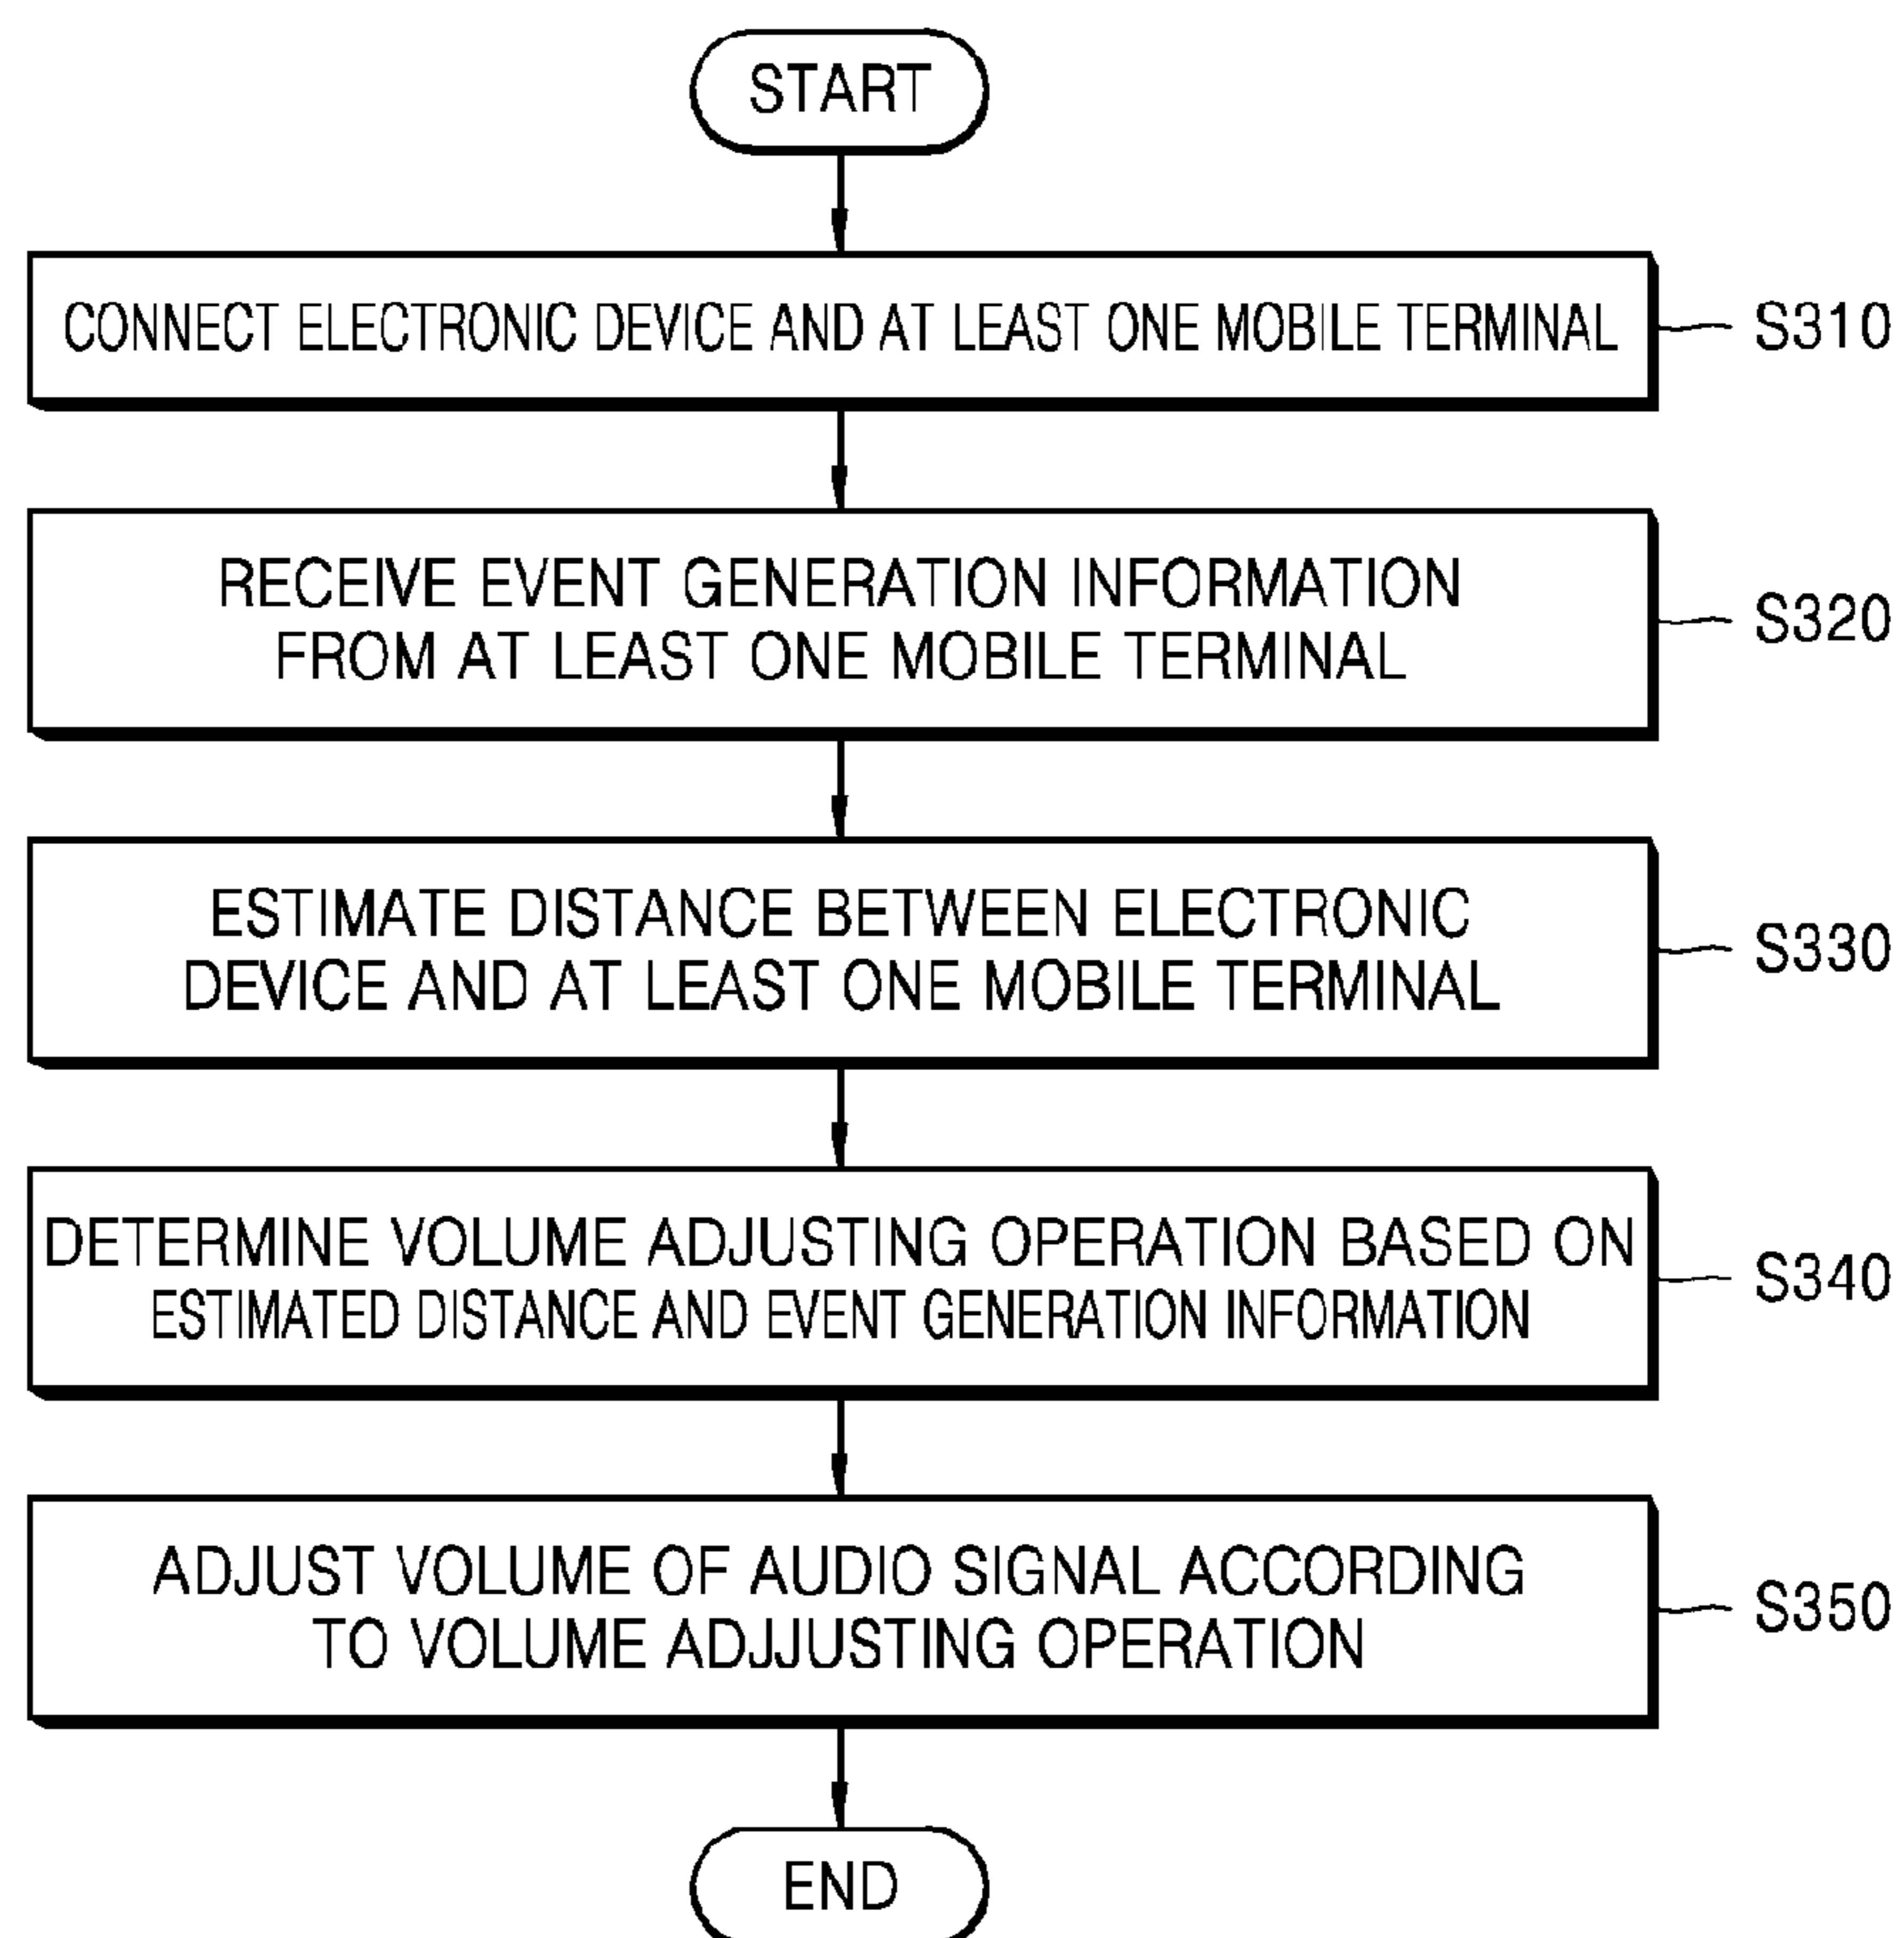 START
CONNECT ELECTRONIC DEVICE AND AT LEAST ONE MOBILE TERMINAL
S310
RECEIVE EVENT GENERATION INFORMATION
FROM AT LEAST ONE MOBILE TERMINAL
S320
ESTIMATE DISTANCE BETWEEN ELECTRONIC
DEVICE AND AT LEAST ONE MOBILE TERMINAL
S330
DETERMINE VOLUME ADJUSTING OPERATION BASED ON
ESTIMATED DISTANCE AND EVENT GENERATION INFORMATION
S340
ADJUST VOLUME OF AUDIO SIGNAL ACCORDING
TO VOLUME ADJJUSTING OPERATION
S350
END